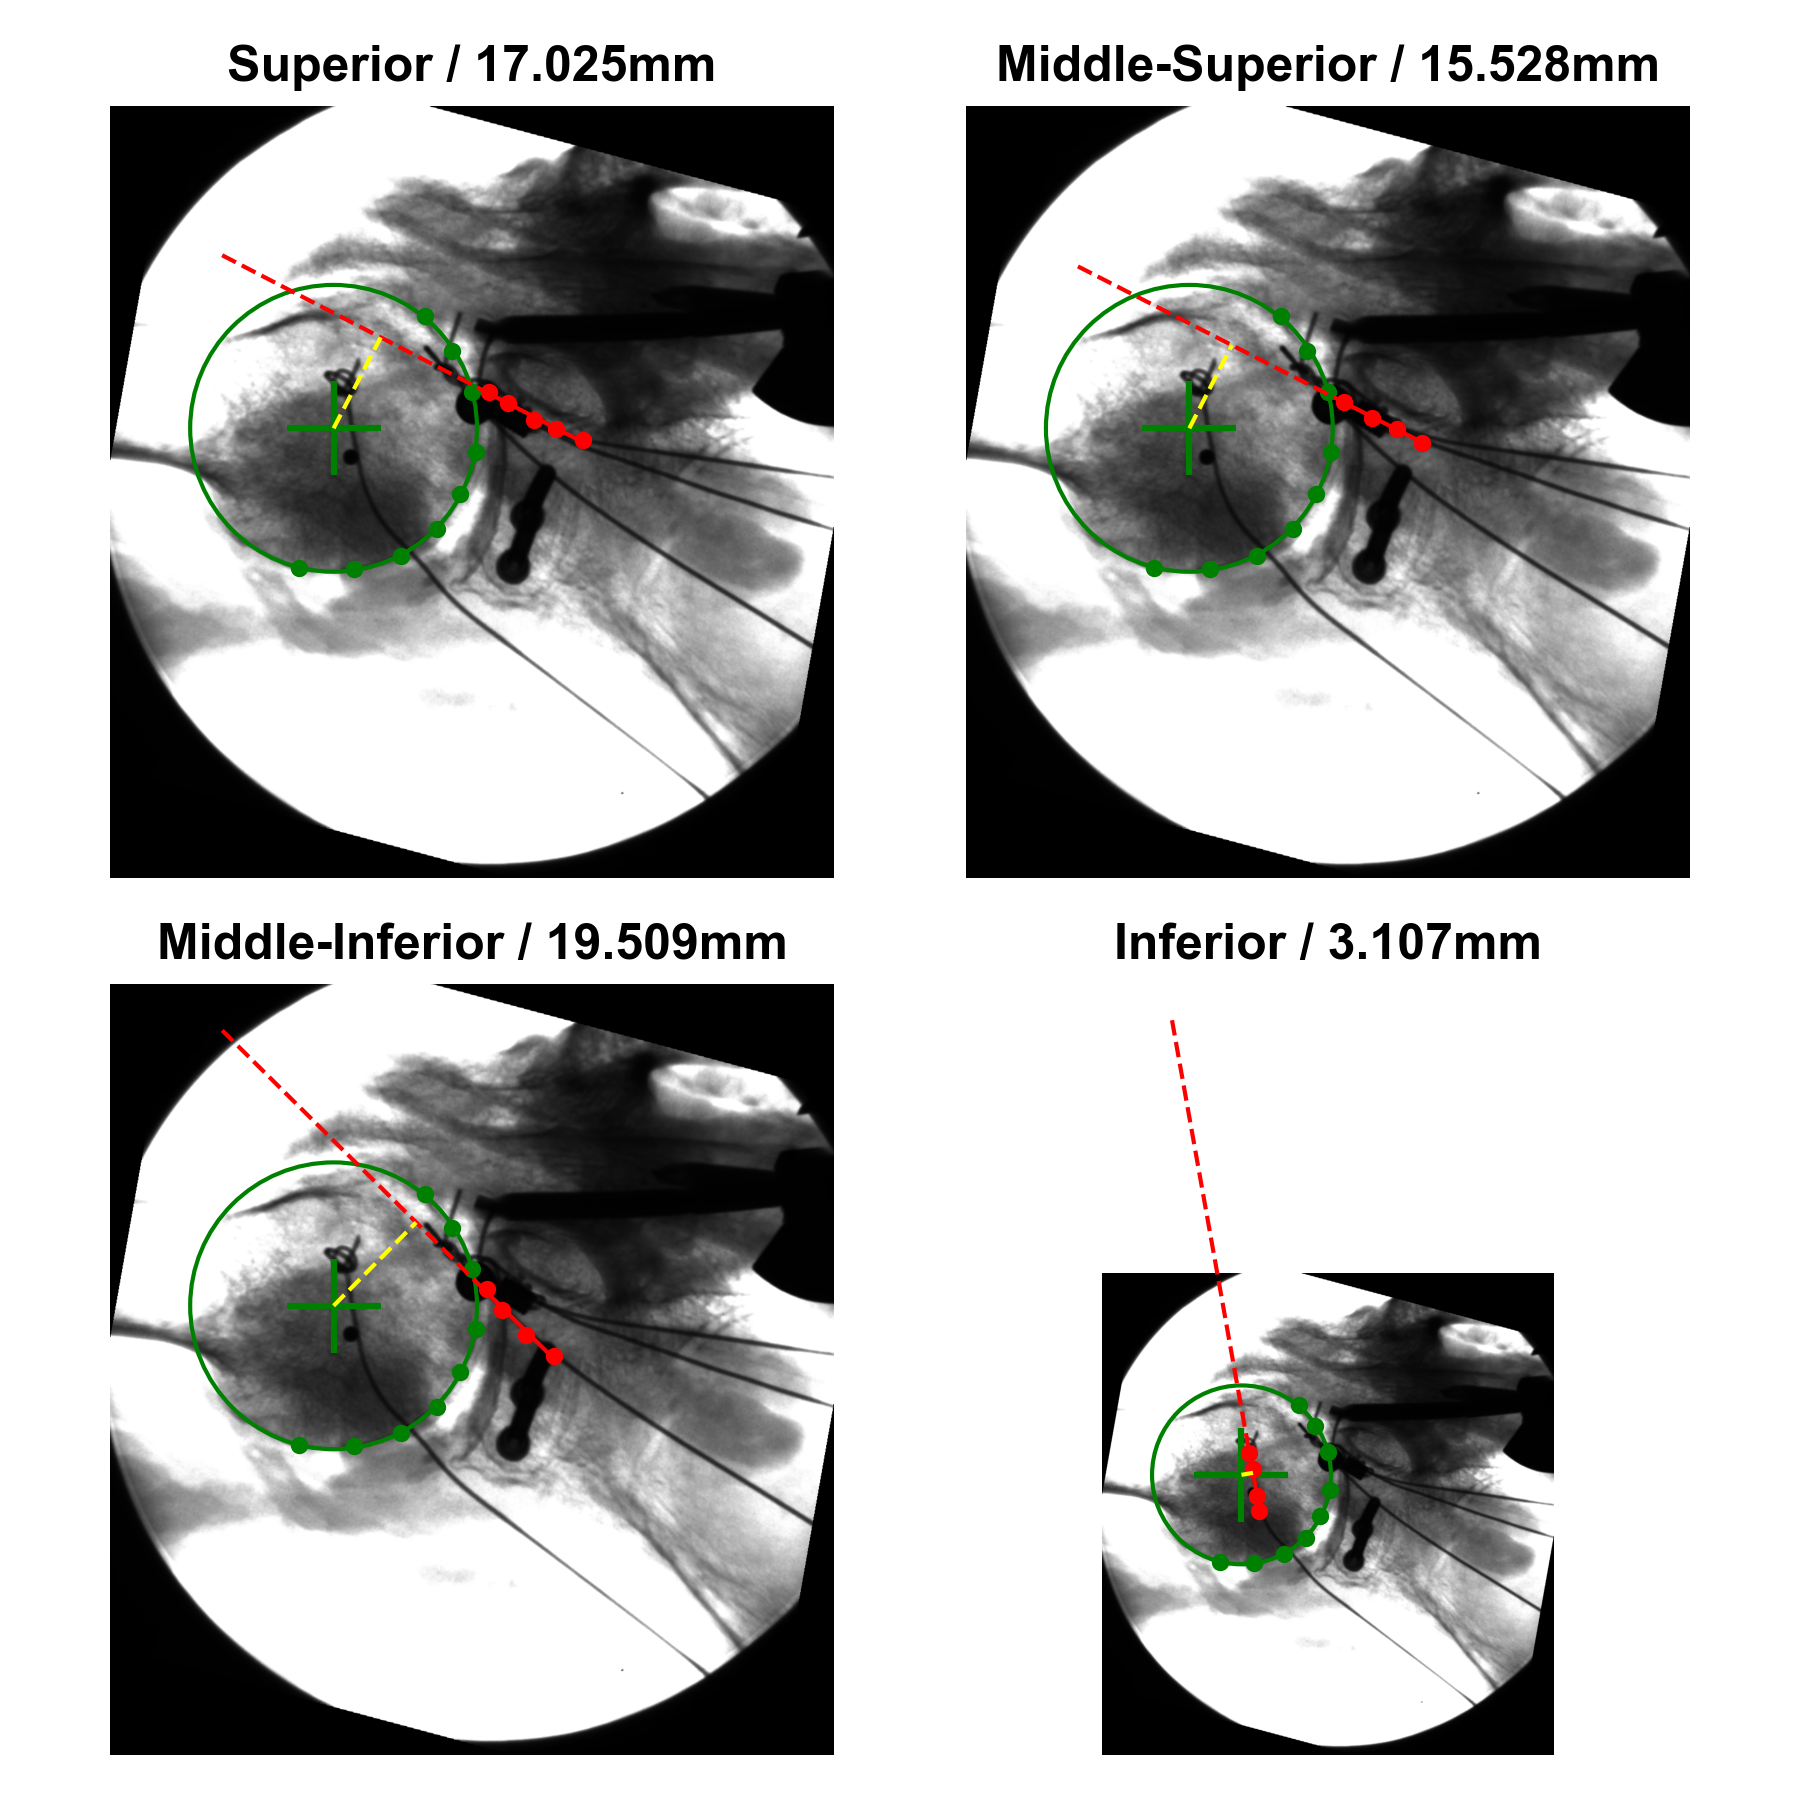 Superior / 17.025mm
Middle-Superior / 15.528mm
Middle-Inferior / 19.509mm
Inferior / 3.107mm